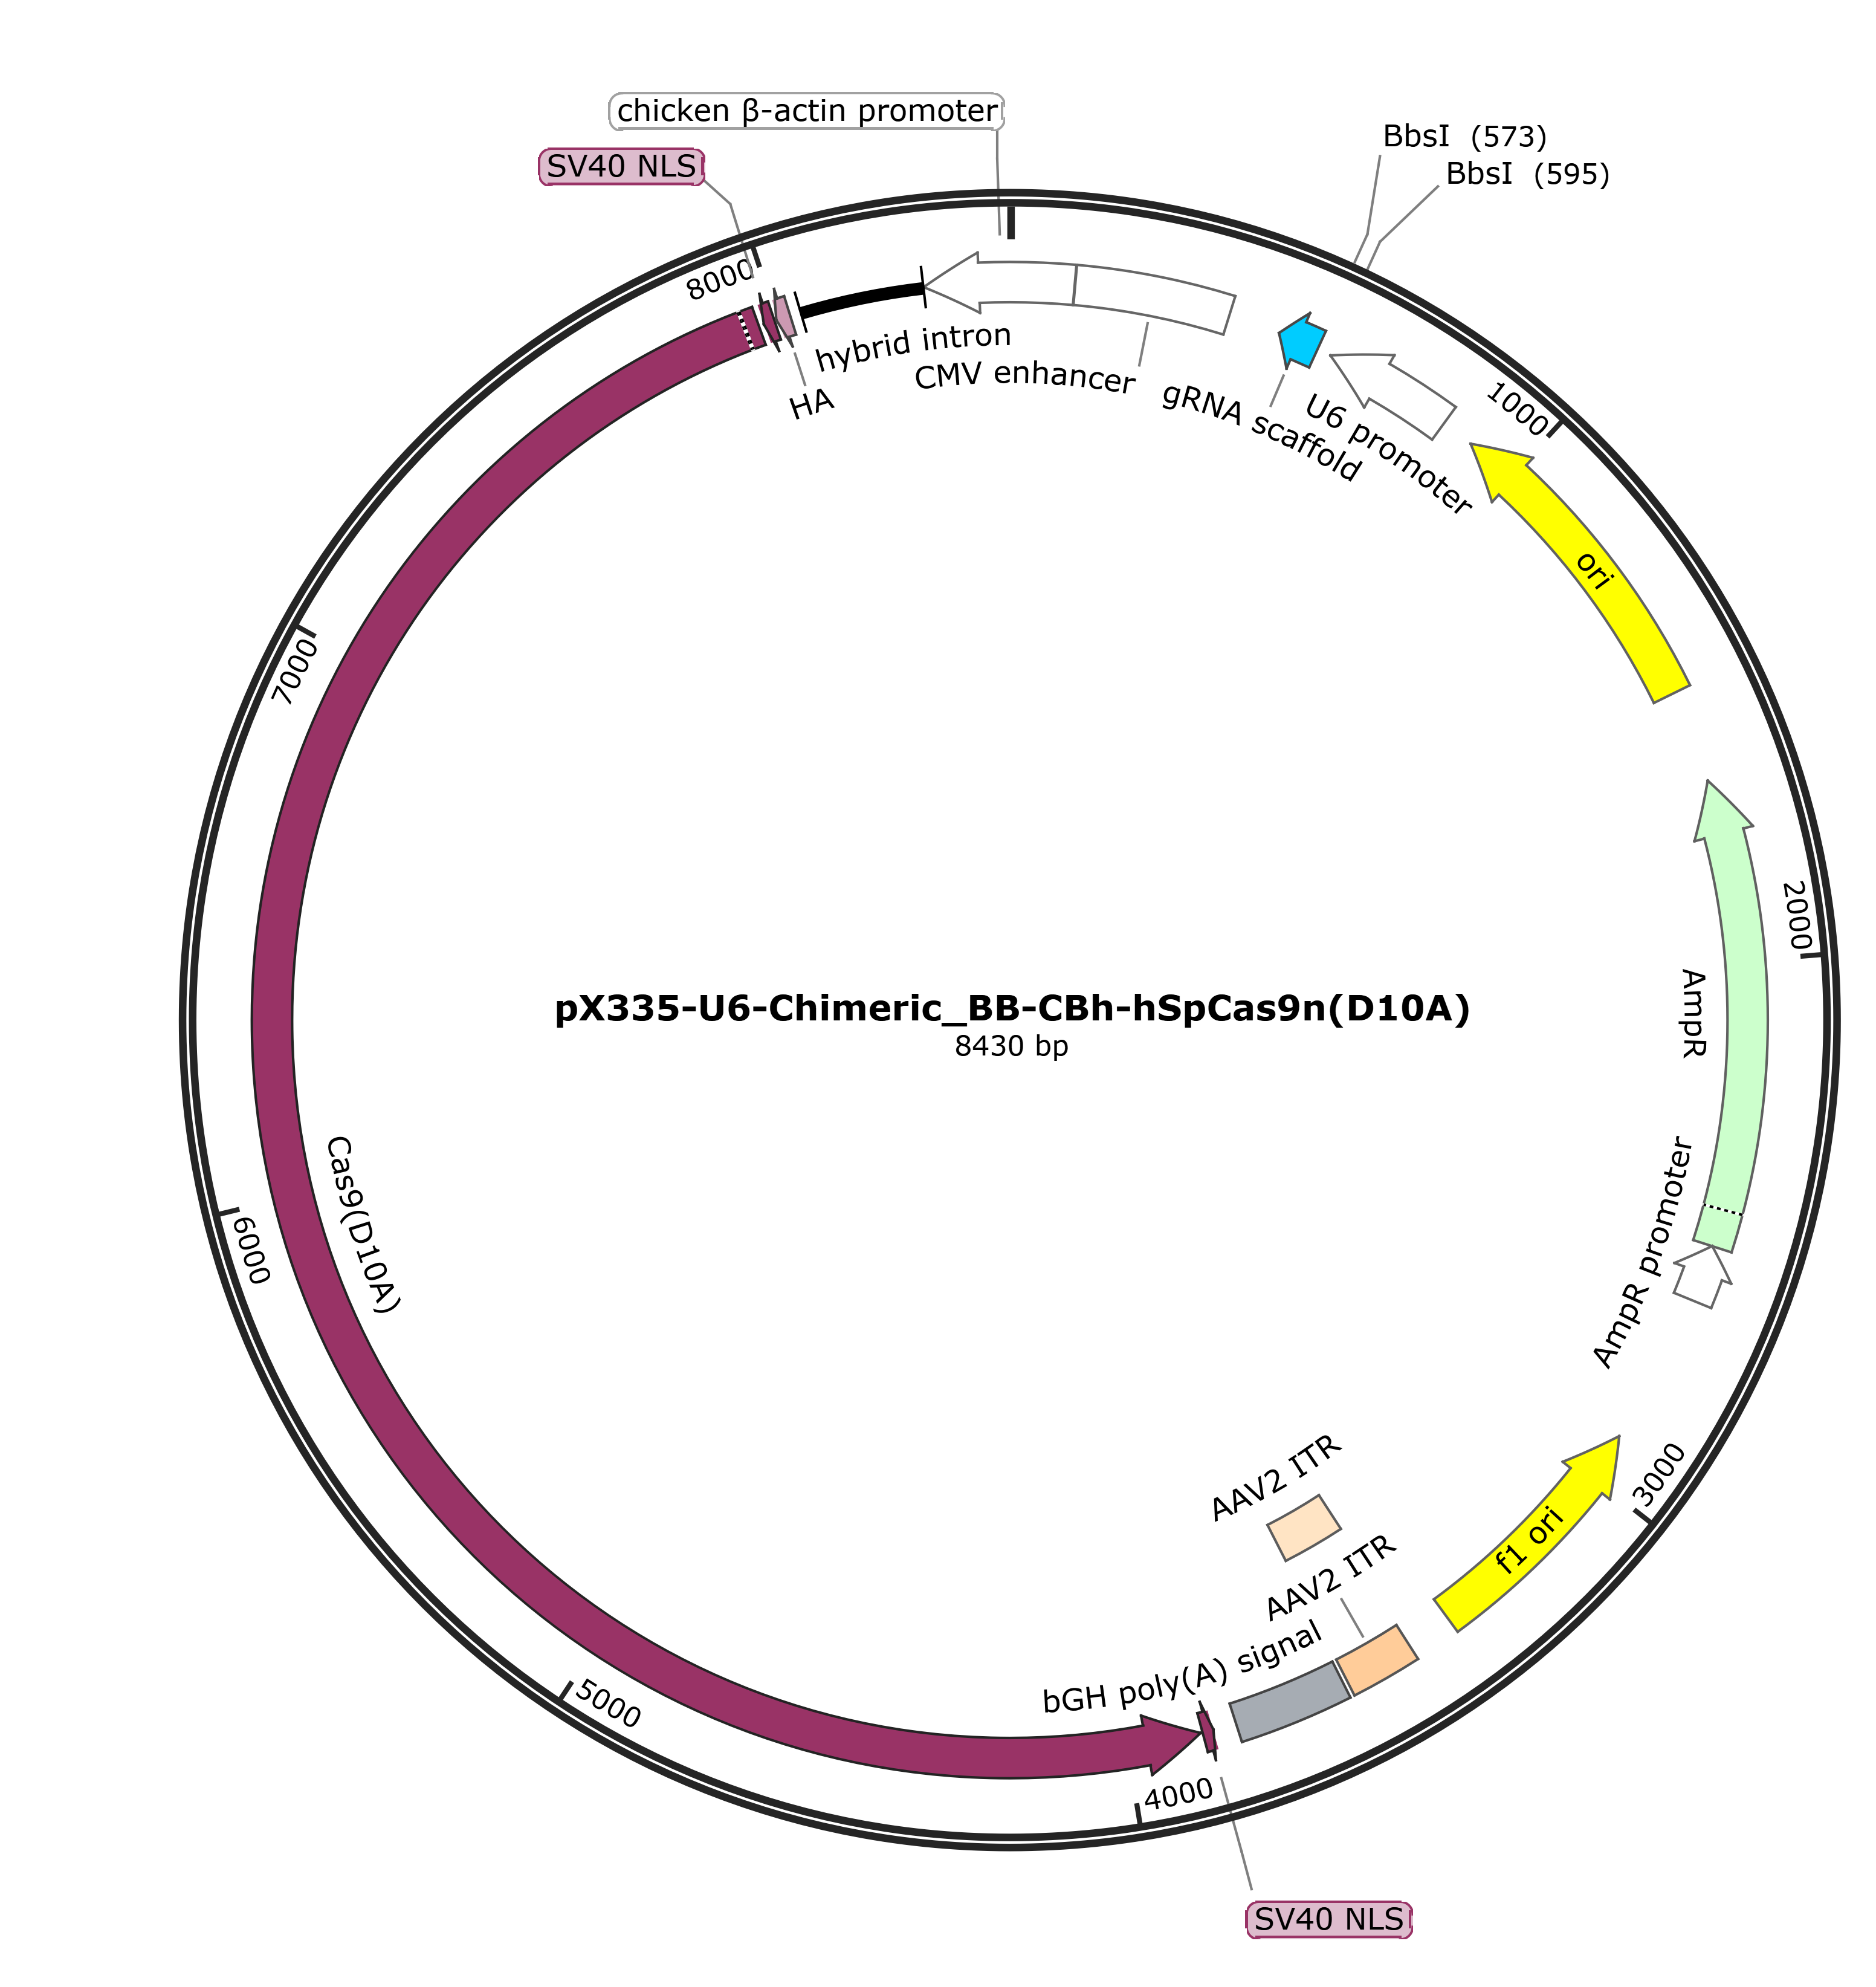 chicken β-actin promoter
SV40 NLS
BbsI (573)
BbsI (595)
8000
hybrid intron
CMV enhancer
HA
gRNA scaffold
U6 promoter
1000
ori
7000
2000
AmpR
pX335-U6-Chimeric_BB-CBh-hSpCas9n(D10A)
8430 bp
AmpR promoter
6000
Cas9(D10A)
3000
AAV2 ITR
f1 ori
AAV2 ITR
bGH poly(A) signal
5000
4000
SV40 NLS